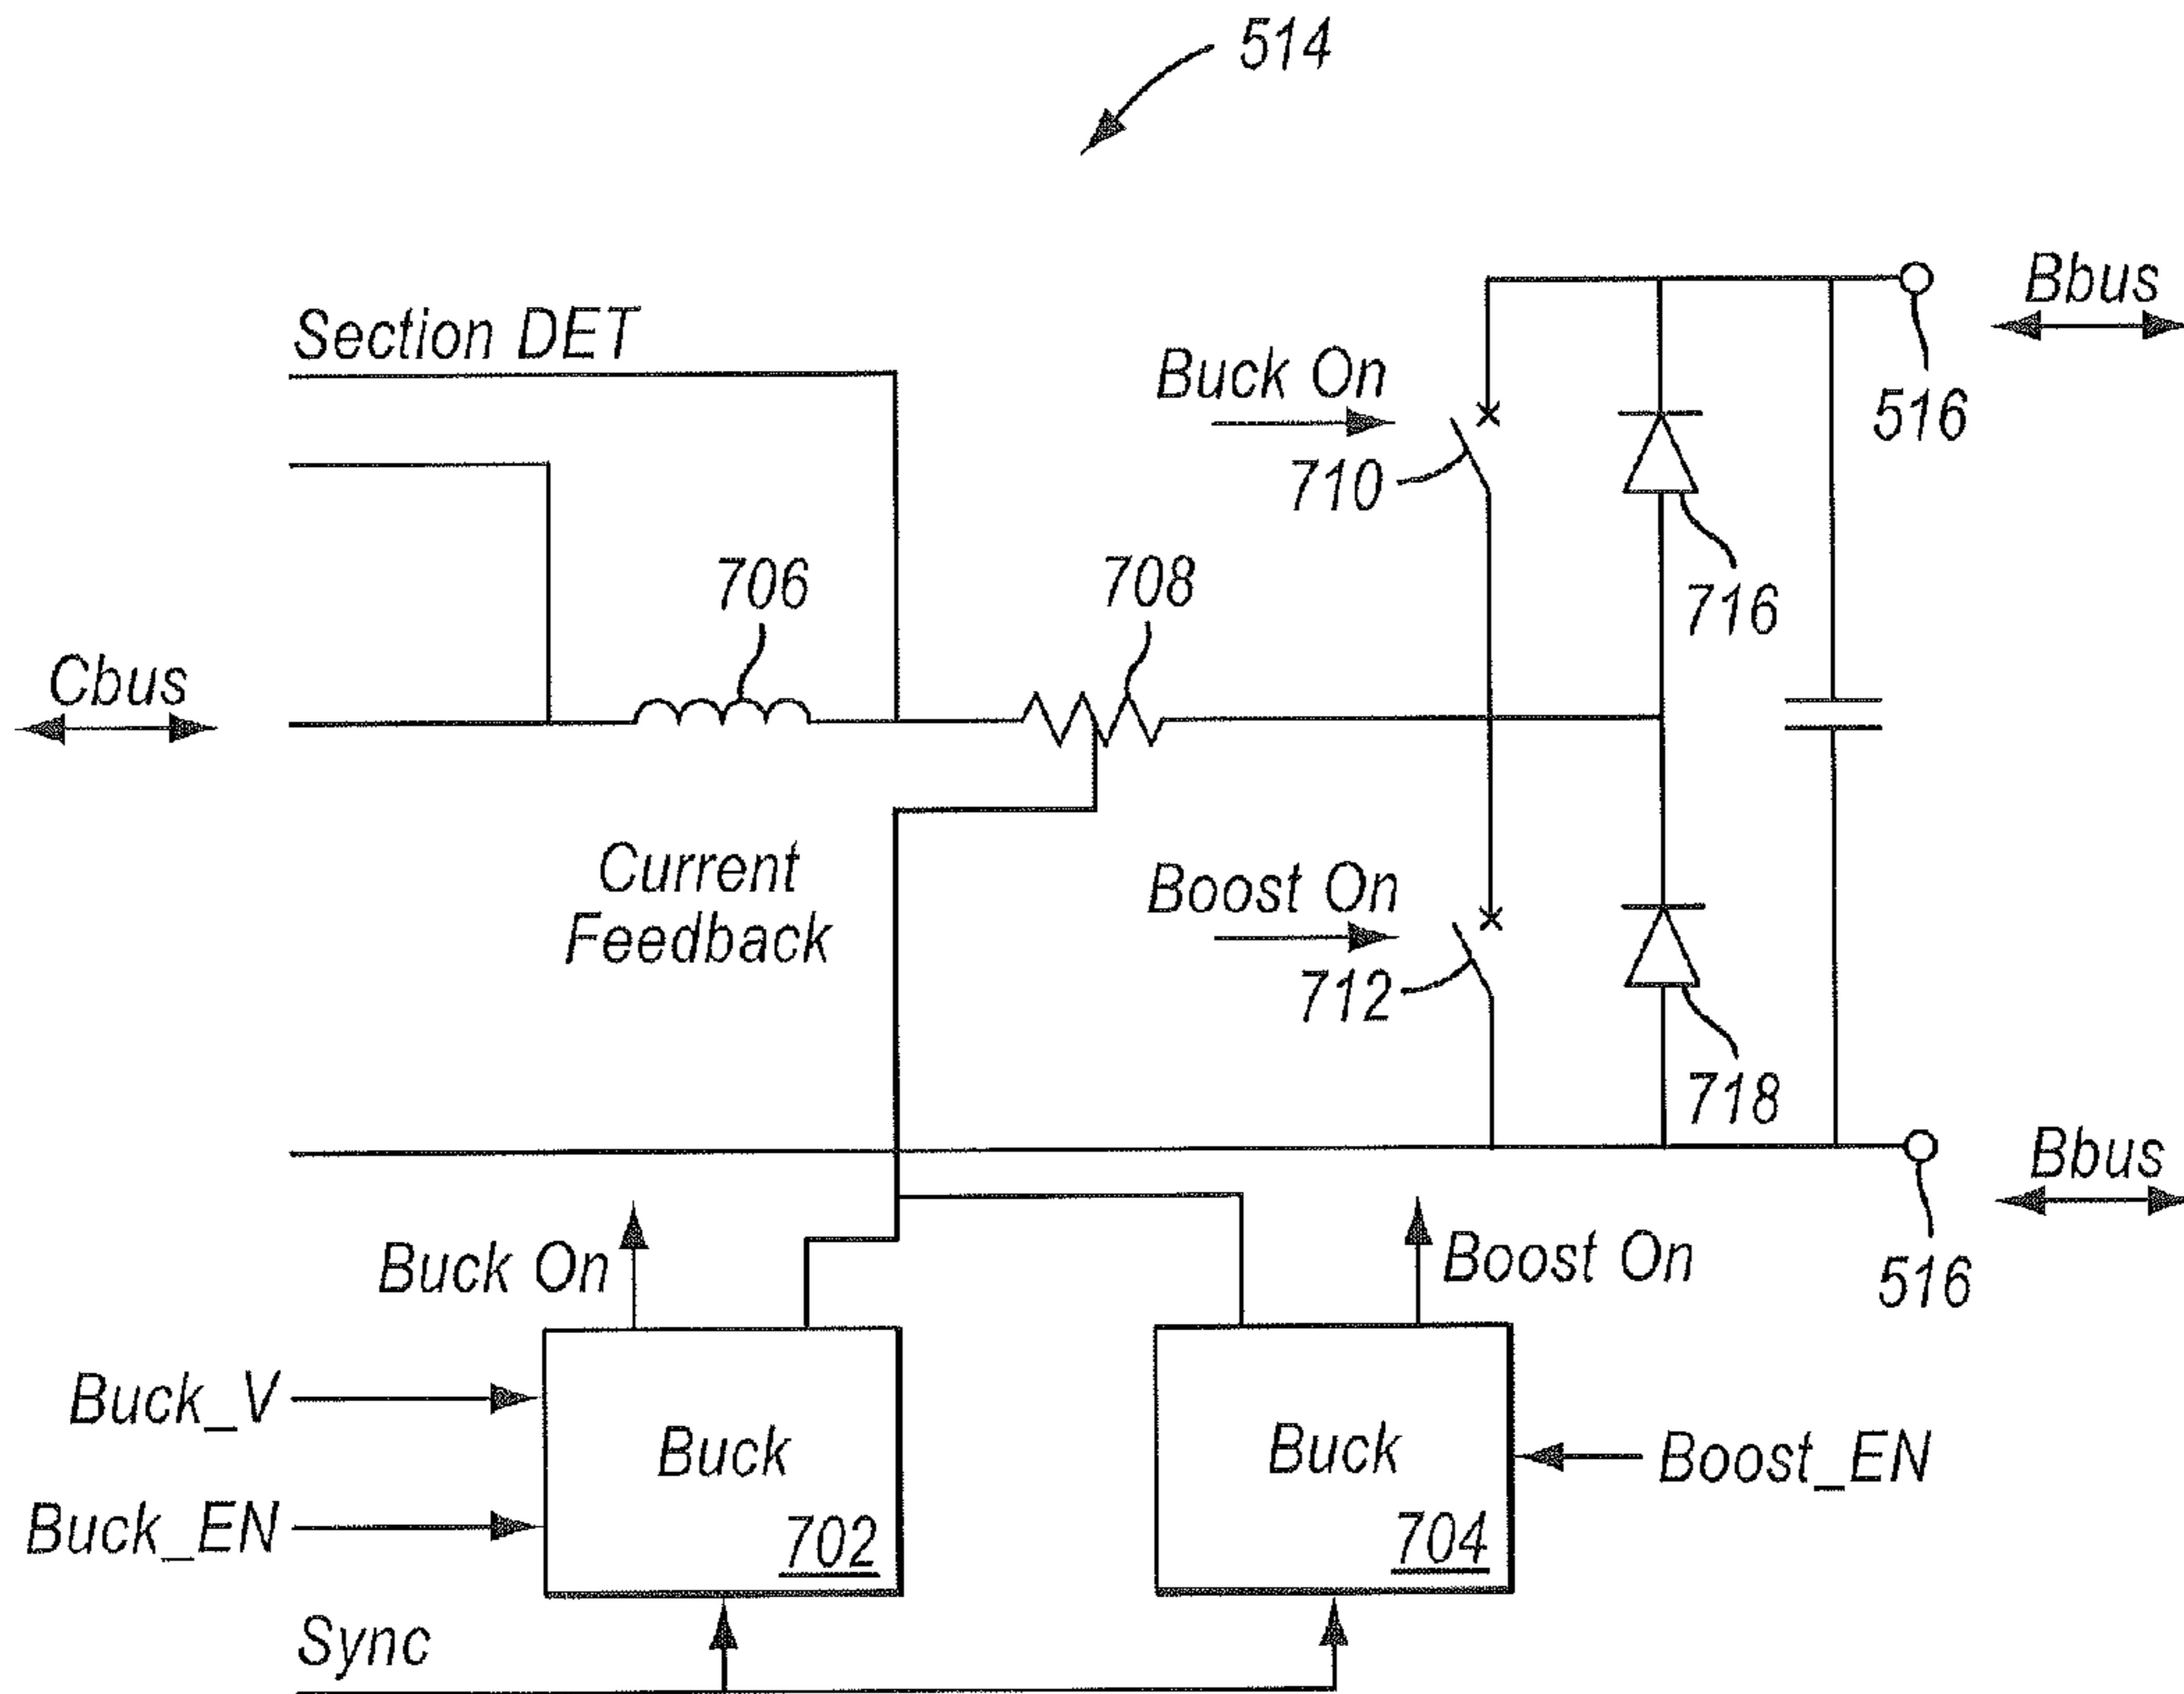 514
Section DET
Buck On
Bbus
516
710
706
708
716
Cbus
Current
Feedback
Boost On
712
718
Bbus
516
Buck On
Boost On
Buck_V
Buck
Buck
Boost_EN
Buck_EN
702
704
Sync